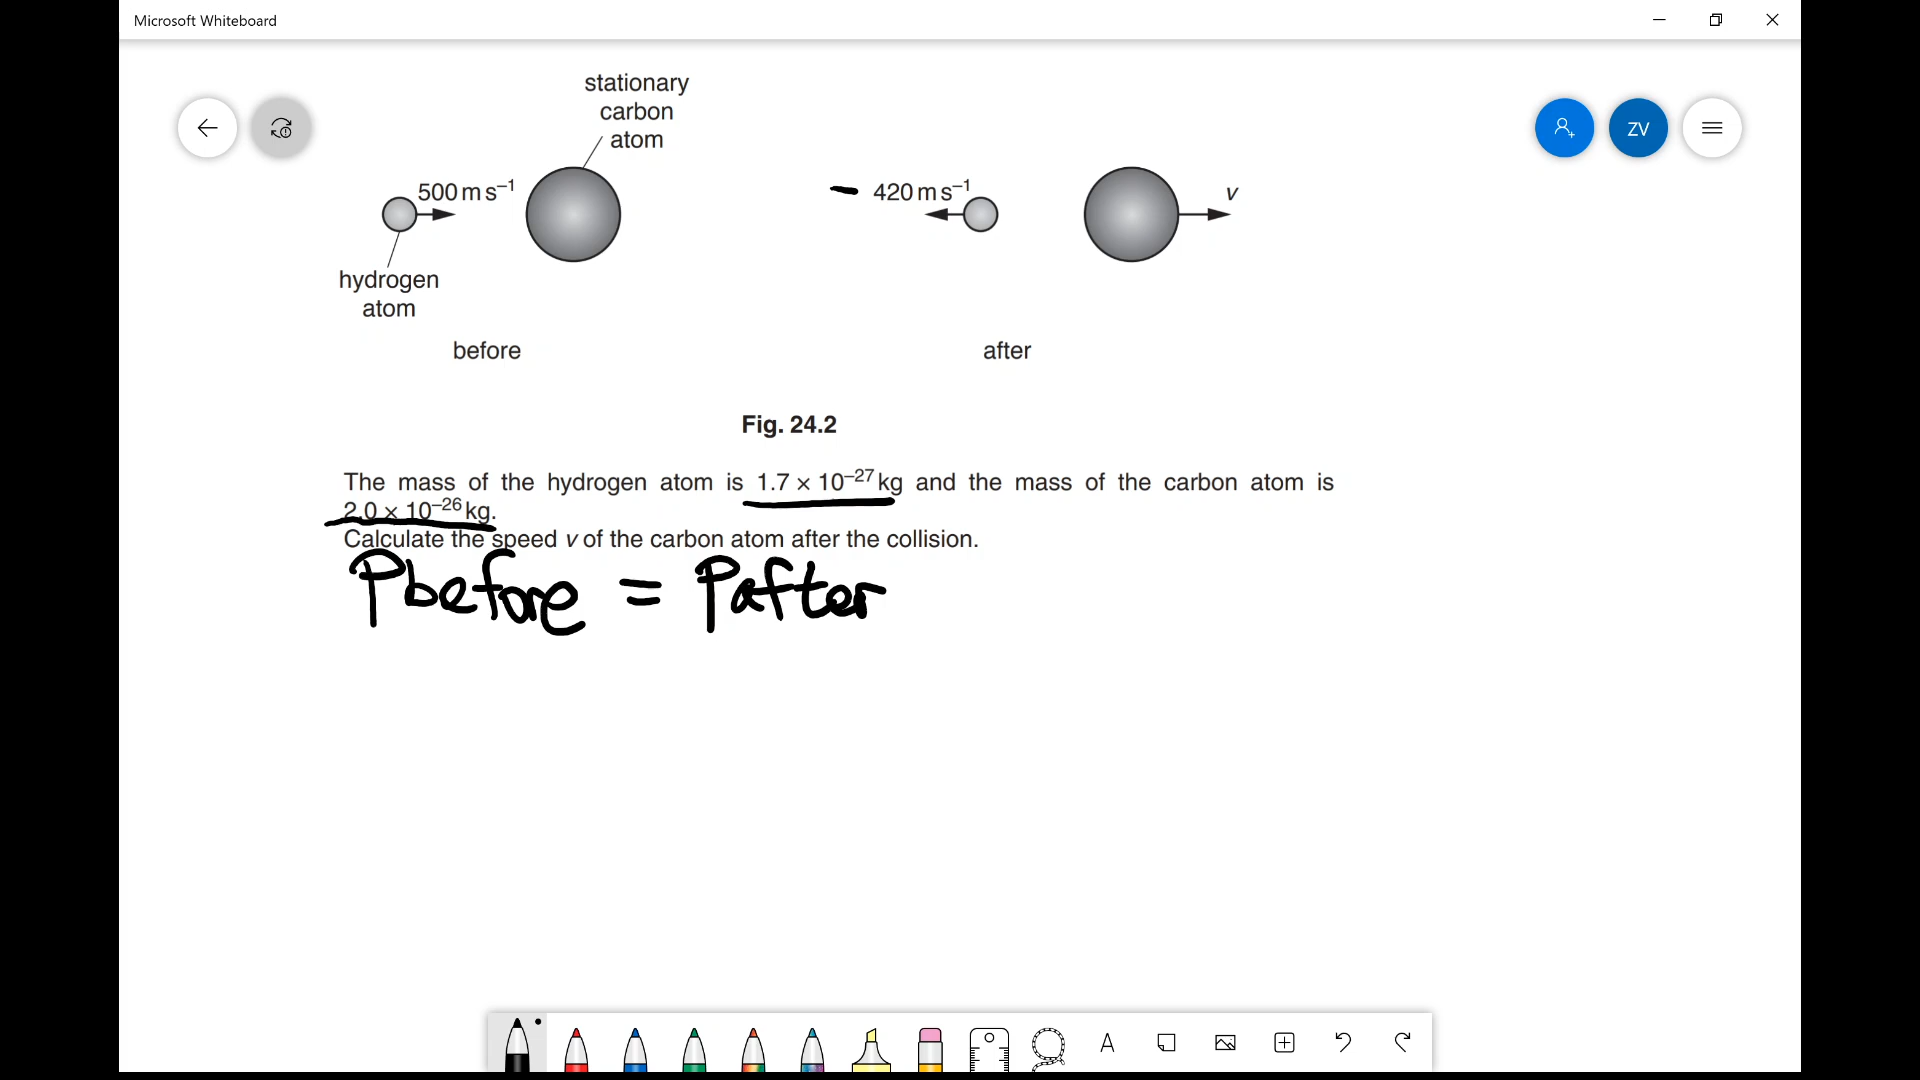 Microsoft Whiteboard
stationary
carbon
atom
ZV
500 m s⁻¹
– 420 m s⁻¹
v
hydrogen
atom
before
after
Fig. 24.2
The mass of the hydrogen atom is 1.7 × 10⁻²⁷ kg and the mass of the carbon atom is
2.0 × 10⁻²⁶ kg.
Calculate the speed v of the carbon atom after the collision.
Pbefore = Pafter
A